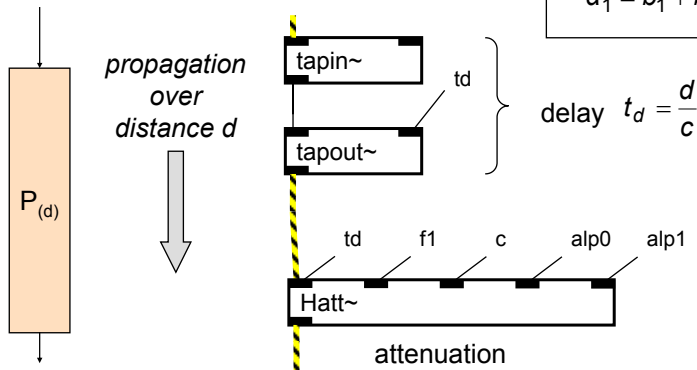 propagation
over
distance d
P(d)
tapin~
td
tapout~
delay t_d = d/c
td f1 c alp0 alp1
Hatt~
attenuation